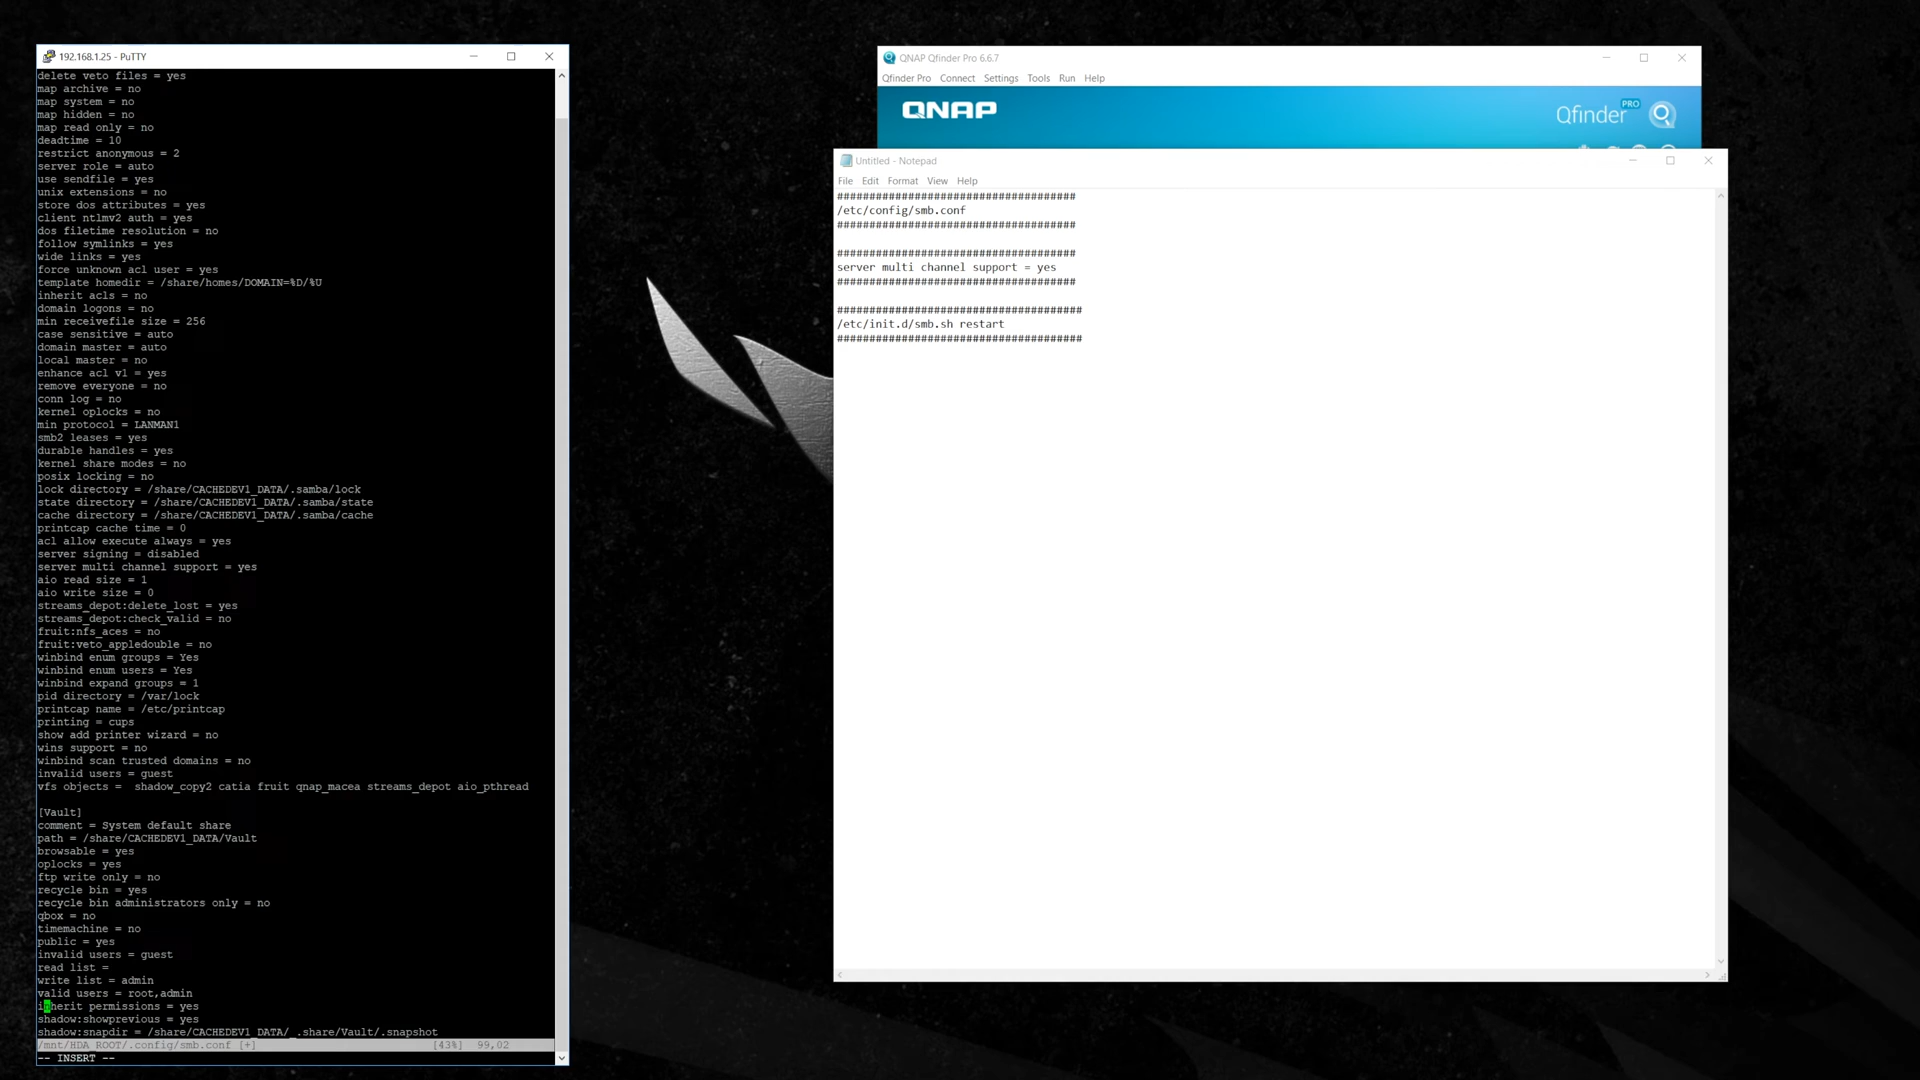 192.168.1.25 - PuTTY
delete veto files = yes
map archive = no
map system = no
map hidden = no
map read only = no
deadtime = 10
restrict anonymous = 2
server role = auto
use sendfile = yes
unix extensions = no
store dos attributes = yes
client ntlmv2 auth = yes
dos filetime resolution = no
follow symlinks = yes
wide links = yes
force unknown acl user = yes
template homedir = /share/homes/DOMAIN=%D/%U
inherit acls = no
domain logons = no
min receivefile size = 256
case sensitive = auto
domain master = auto
local master = no
enhance acl v1 = yes
remove everyone = no
conn log = no
kernel oplocks = no
min protocol = LANMAN1
smb2 leases = yes
durable handles = yes
kernel share modes = no
posix locking = no
lock directory = /share/CACHEDEV1_DATA/.samba/lock
state directory = /share/CACHEDEV1_DATA/.samba/state
cache directory = /share/CACHEDEV1_DATA/.samba/cache
printcap cache time = 0
acl allow execute always = yes
server signing = disabled
server multi channel support = yes
aio read size = 1
aio write size = 0
streams_depot:delete_lost = yes
streams_depot:check_valid = no
fruit:nfs_aces = no
fruit:veto_appledouble = no
winbind enum groups = Yes
winbind enum users = Yes
winbind expand groups = 1
pid directory = /var/lock
printcap name = /etc/printcap
printing = cups
show add printer wizard = no
wins support = no
winbind scan trusted domains = no
invalid users = guest
vfs objects =  shadow_copy2 catia fruit qnap_macea streams_depot aio_pthread
[Vault]
comment = System default share
path = /share/CACHEDEV1_DATA/Vault
browsable = yes
oplocks = yes
ftp write only = no
recycle bin = yes
recycle bin administrators only = no
qbox = no
timemachine = no
public = yes
invalid users = guest
read list =
write list = admin
valid users = root,admin
inherit permissions = yes
shadow:showprevious = yes
shadow:snapdir = /share/CACHEDEV1_DATA/_.share/Vault/.snapshot
/mnt/HDA_ROOT/.config/smb.conf [+] [43%] 99,02
-- INSERT --
QNAP Qfinder Pro 6.6.7
Qfinder Pro Connect Settings Tools Run Help
QNAP
Qfinder PRO
Untitled - Notepad
File Edit Format View Help
#####################################
/etc/config/smb.conf
#####################################
#####################################
server multi channel support = yes
#####################################
######################################
/etc/init.d/smb.sh restart
######################################